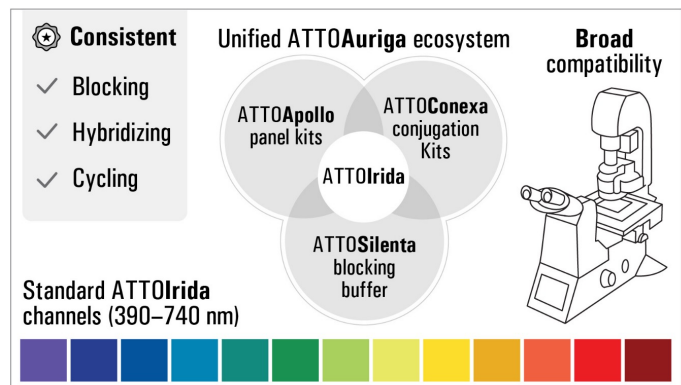 Consistent
Blocking
Hybridizing
Cycling
Unified ATTOAuriga ecosystem
ATTOApollo
panel kits
ATTOConexa
conjugation
Kits
ATTOIrida
ATTOSilenta
blocking
buffer
Broad
compatibility
Standard ATTOIrida
channels (390–740 nm)